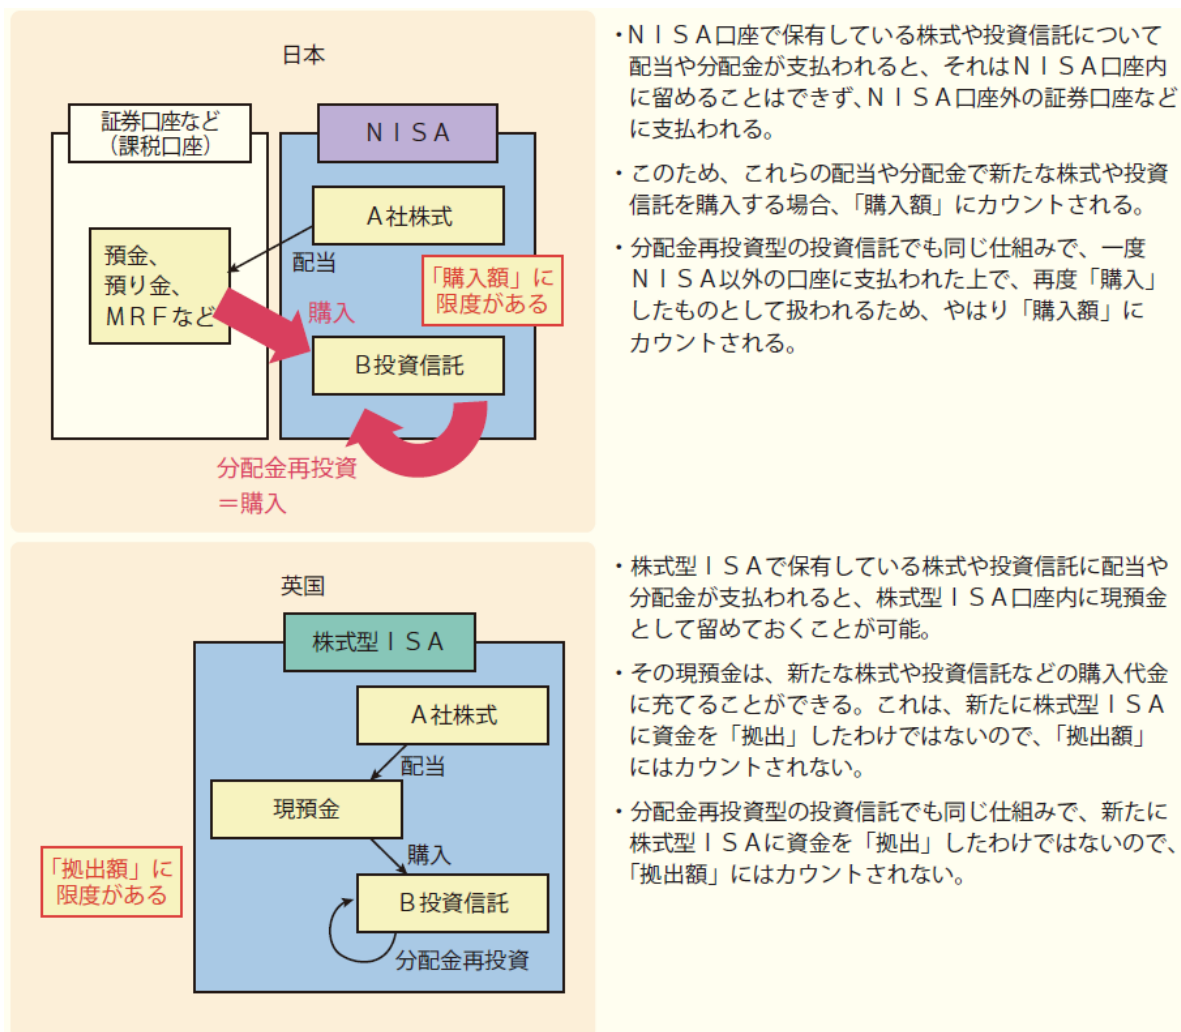 日本
証券口座など
（課税口座）
ＮＩＳＡ
Ａ社株式
預金、
預り金、
ＭＲＦなど
配当
「購入額」に
限度がある
購入
Ｂ投資信託
分配金再投資
＝購入
・ＮＩＳＡ口座で保有している株式や投資信託について
配当や分配金が支払われると、それはＮＩＳＡ口座内
に留めることはできず、ＮＩＳＡ口座外の証券口座など
に支払われる。
・このため、これらの配当や分配金で新たな株式や投資
信託を購入する場合、「購入額」にカウントされる。
・分配金再投資型の投資信託でも同じ仕組みで、一度
ＮＩＳＡ以外の口座に支払われた上で、再度「購入」
したものとして扱われるため、やはり「購入額」に
カウントされる。
英国
株式型ＩＳＡ
Ａ社株式
配当
現預金
購入
「拠出額」に
限度がある
Ｂ投資信託
分配金再投資
・株式型ＩＳＡで保有している株式や投資信託に配当や
分配金が支払われると、株式型ＩＳＡ口座内に現預金
として留めておくことが可能。
・その現預金は、新たな株式や投資信託などの購入代金
に充てることができる。これは、新たに株式型ＩＳＡ
に資金を「拠出」したわけではないので、「拠出額」
にはカウントされない。
・分配金再投資型の投資信託でも同じ仕組みで、新たに
株式型ＩＳＡに資金を「拠出」したわけではないので、
「拠出額」にはカウントされない。